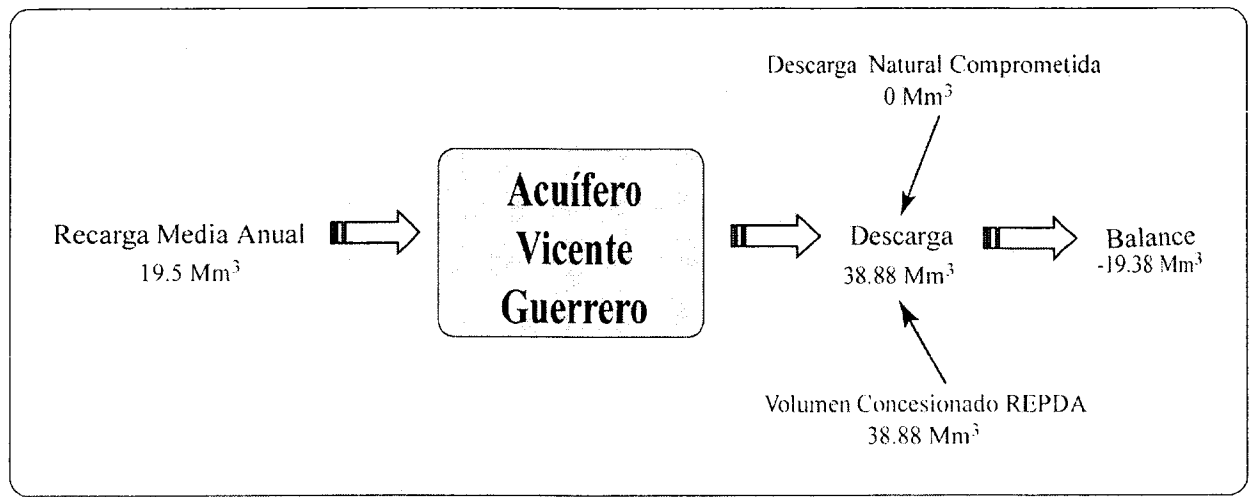 Descarga Natural Comprometida
0 Mm³
Recarga Media Anual
19.5 Mm³
Acuífero
Vicente
Guerrero
Descarga
38.88 Mm³
Balance
-19.38 Mm³
Volumen Concesionado REPDA
38.88 Mm³